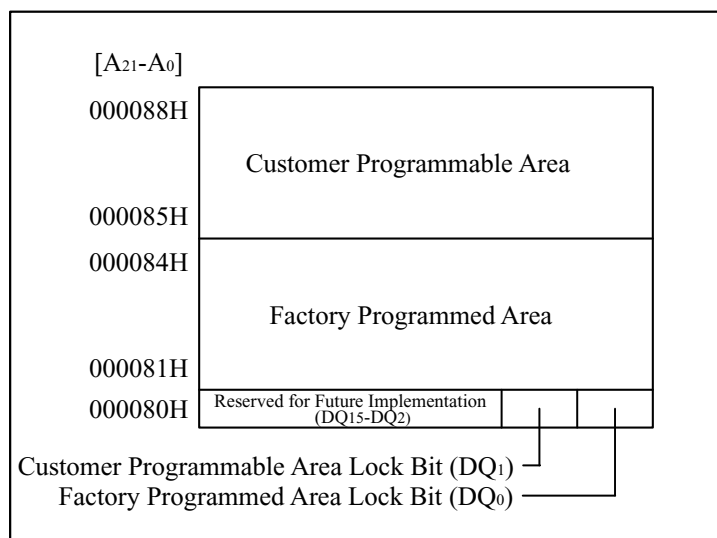 [A21-A0]
000088H
Customer Programmable Area
000085H
000084H
Factory Programmed Area
000081H
000080H
Reserved for Future Implementation
(DQ15-DQ2)
Customer Programmable Area Lock Bit (DQ1)
Factory Programmed Area Lock Bit (DQ0)